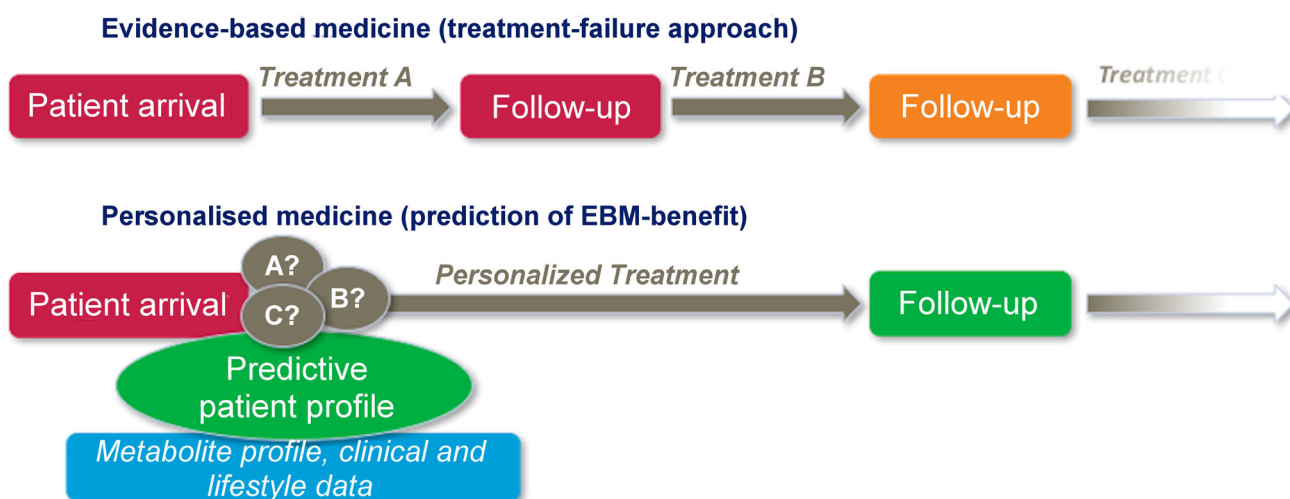 Evidence-based medicine (treatment-failure approach)
Patient arrival
Treatment A
Follow-up
Treatment B
Follow-up
Treatment
Personalised medicine (prediction of EBM-benefit)
Patient arrival
A?
B?
C?
Personalized Treatment
Follow-up
Predictive
patient profile
Metabolite profile, clinical and
lifestyle data